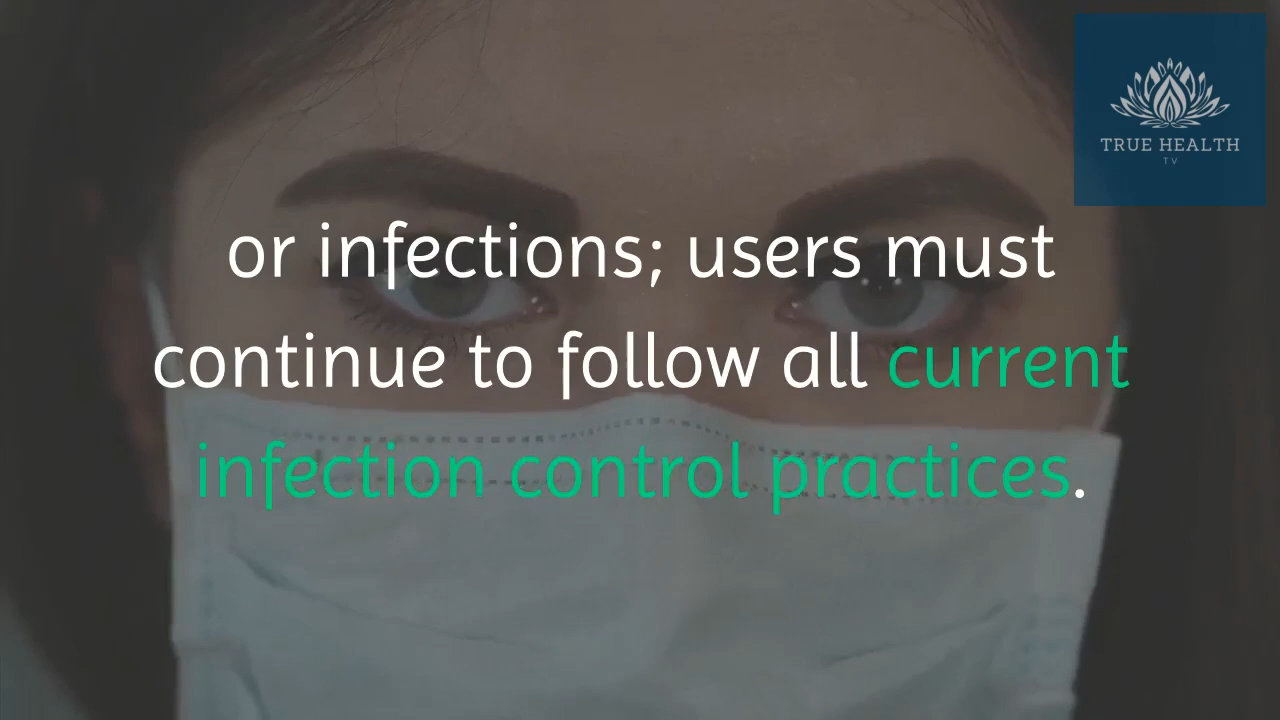 TRUE HEALTH
TV
or infections; users must
continue to follow all current
infection control practices.